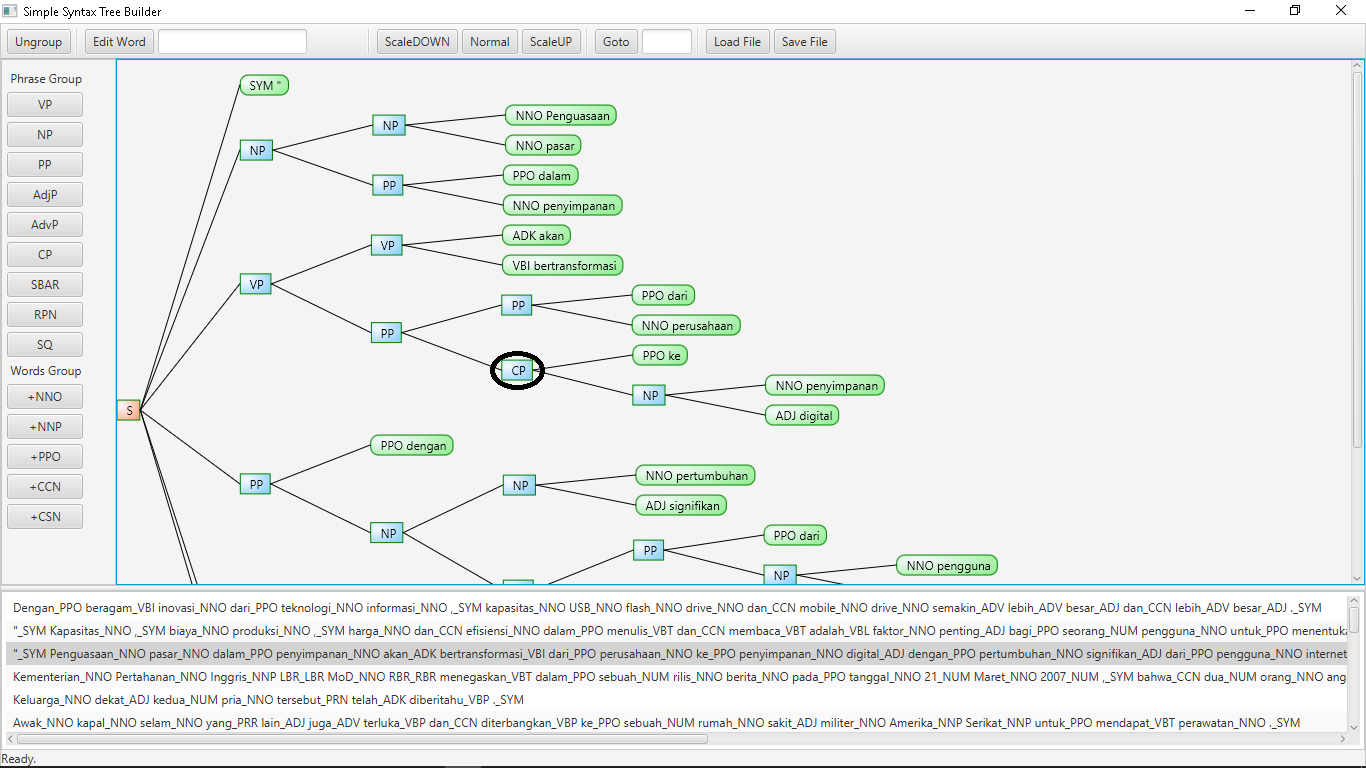 Simple Syntax Tree Builder
Ungroup Edit Word ScaleDOWN Normal ScaleUP Goto Load File Save File
Phrase Group
VP
NP
PP
AdjP
AdvP
CP
SBAR
RPN
SQ
Words Group
+NNO
+NNP
+PPO
+CCN
+CSN
SYM "
NP NNO Penguasaan
NP
NNO pasar
PP PPO dalam
NNO penyimpanan
VP ADK akan
VP
VBI bertransformasi
PP PPO dari
PP
NNO perusahaan
CP PPO ke
NP NNO penyimpanan
ADJ digital
S
PPO dengan
PP
NP NNO pertumbuhan
ADJ signifikan
NP
PP PPO dari
NP NNO pengguna
Dengan_PPO beragam_VBI inovasi_NNO dari_PPO teknologi_NNO informasi_NNO ,_SYM kapasitas_NNO USB_NNO flash_NNO drive_NNO dan_CCN mobile_NNO drive_NNO semakin_ADV lebih_ADV besar_ADJ dan_CCN lebih_ADV besar_ADJ ._SYM
"_SYM Kapasitas_NNO ,_SYM biaya_NNO produksi_NNO ,_SYM harga_NNO dan_CCN efisiensi_NNO dalam_PPO menulis_VBT dan_CCN membaca_VBT adalah_VBL faktor_NNO penting_ADJ bagi_PPO seorang_NUM pengguna_NNO untuk_PPO menentuka
"_SYM Penguasaan_NNO pasar_NNO dalam_PPO penyimpanan_NNO akan_ADK bertransformasi_VBI dari_PPO perusahaan_NNO ke_PPO penyimpanan_NNO digital_ADJ dengan_PPO pertumbuhan_NNO signifikan_ADJ dari_PPO pengguna_NNO internet
Kementerian_NNO Pertahanan_NNO Inggris_NNP LBR_LBR MoD_NNO RBR_RBR menegaskan_VBT dalam_PPO sebuah_NUM rilis_NNO berita_NNO pada_PPO tanggal_NNO 21_NUM Maret_NNO 2007_NUM ,_SYM bahwa_CCN dua_NUM orang_NNO ang
Keluarga_NNO dekat_ADJ kedua_NUM pria_NNO tersebut_PRN telah_ADK diberitahu_VBP ._SYM
Awak_NNO kapal_NNO selam_NNO yang_PRR lain_ADJ juga_ADV terluka_VBP dan_CCN diterbangkan_VBP ke_PPO sebuah_NUM rumah_NNO sakit_ADJ militer_NNO Amerika_NNP Serikat_NNP untuk_PPO mendapat_VBT perawatan_NNO ._SYM
Ready.